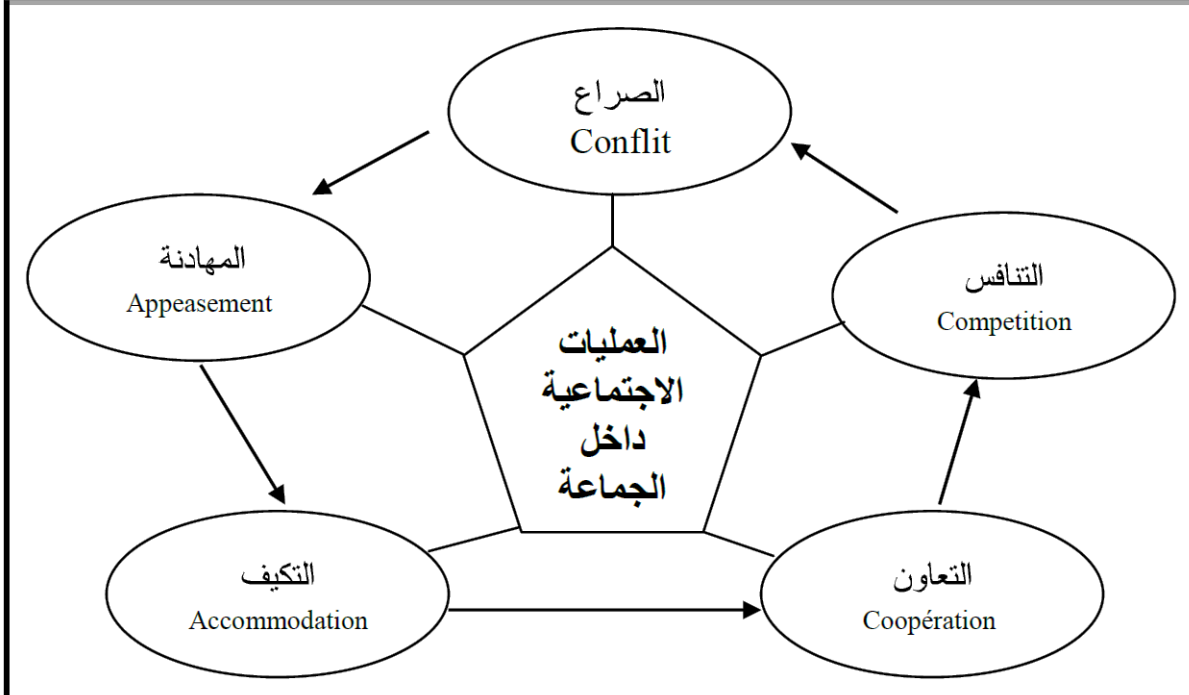 الصراع
Conflit
المهادنة
Appeasement
التنافس
Competition
العمليات
الاجتماعية
داخل
الجماعة
التكيف
Accommodation
التعاون
Coopération